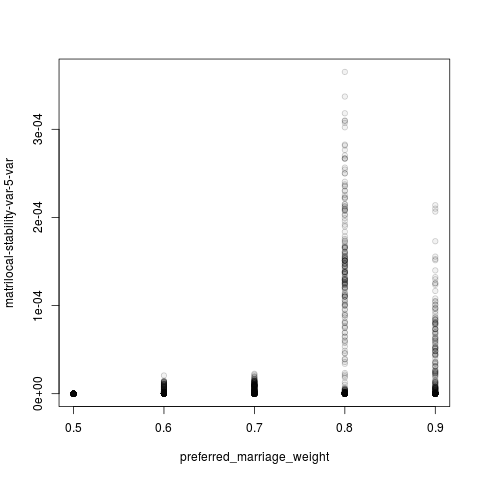 matrilocal-stability-var-5-var
3e-04
2e-04
1e-04
0e+00
0.5 0.6 0.7 0.8 0.9
preferred_marriage_weight